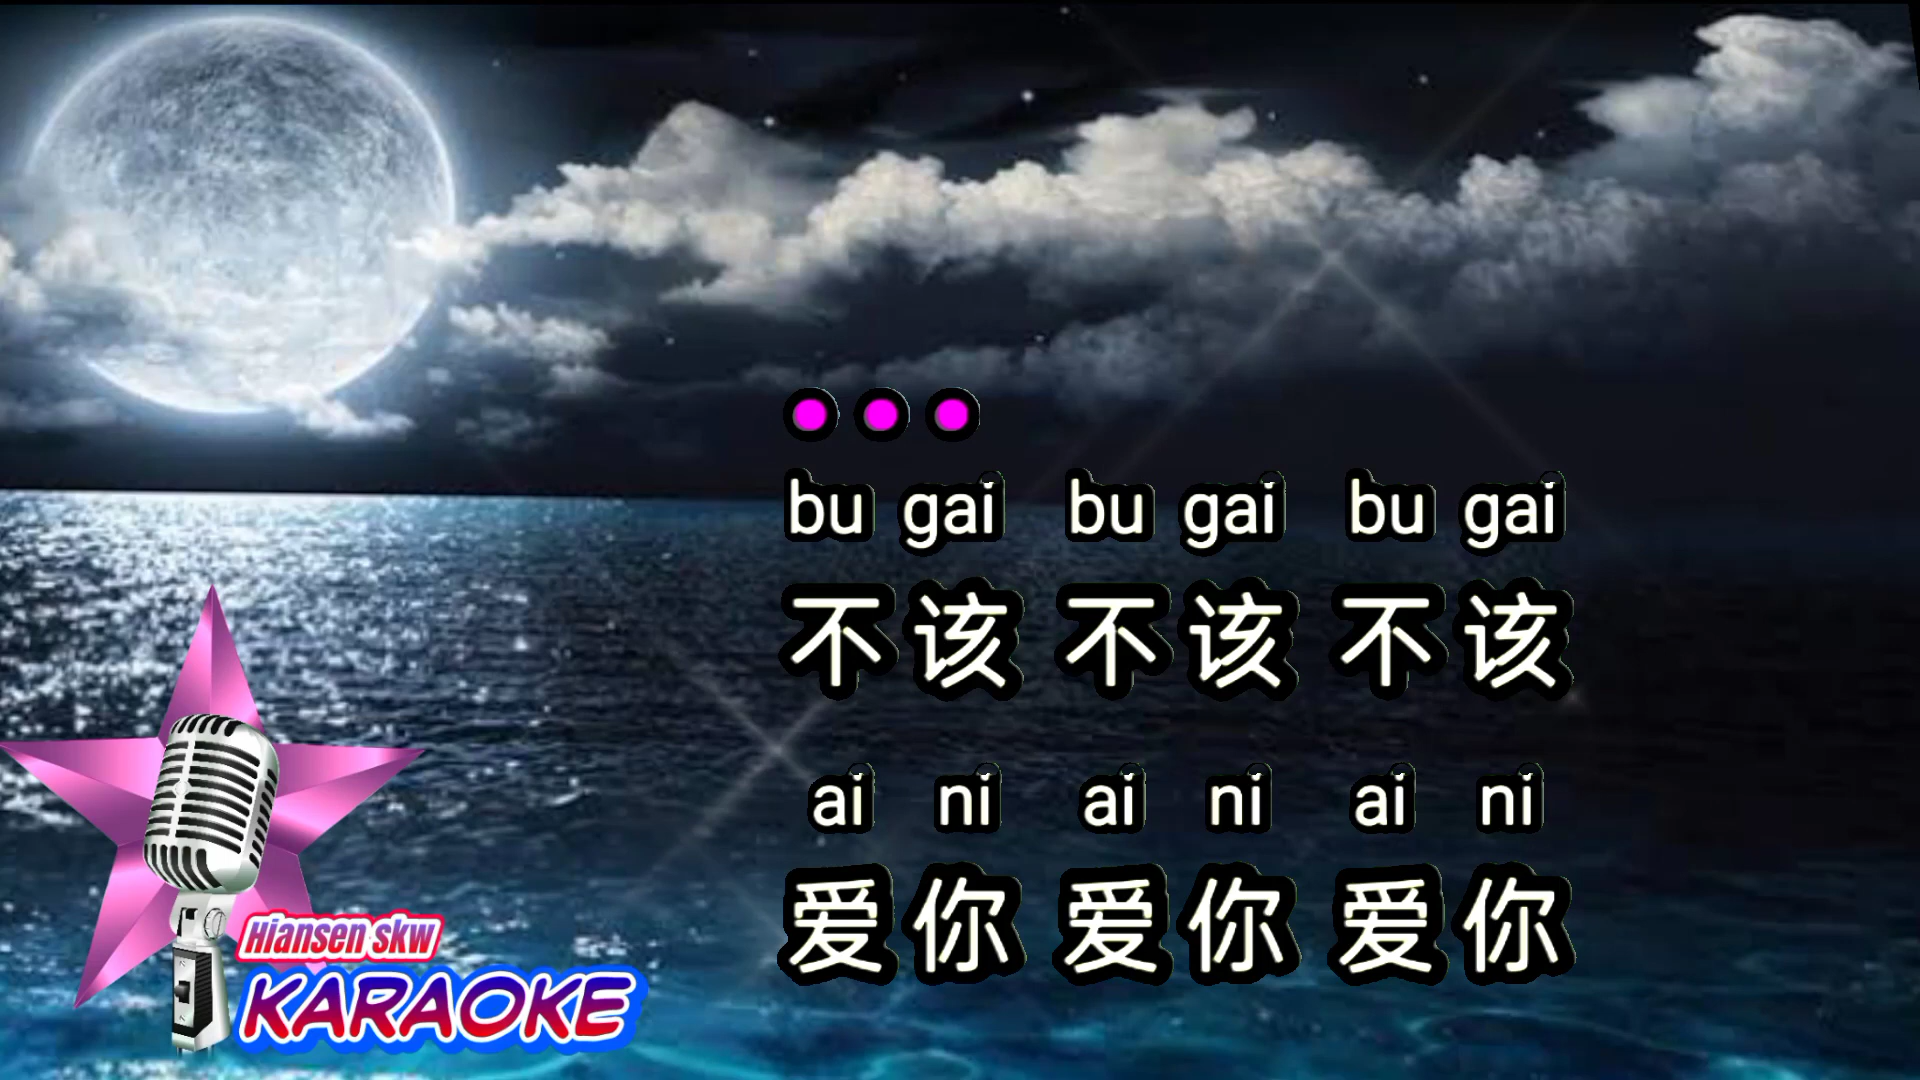 bu gai bu gai bu gai
不该 不该 不该
ai ni ai ni ai ni
爱你 爱你 爱你
Hiansen skw
KARAOKE